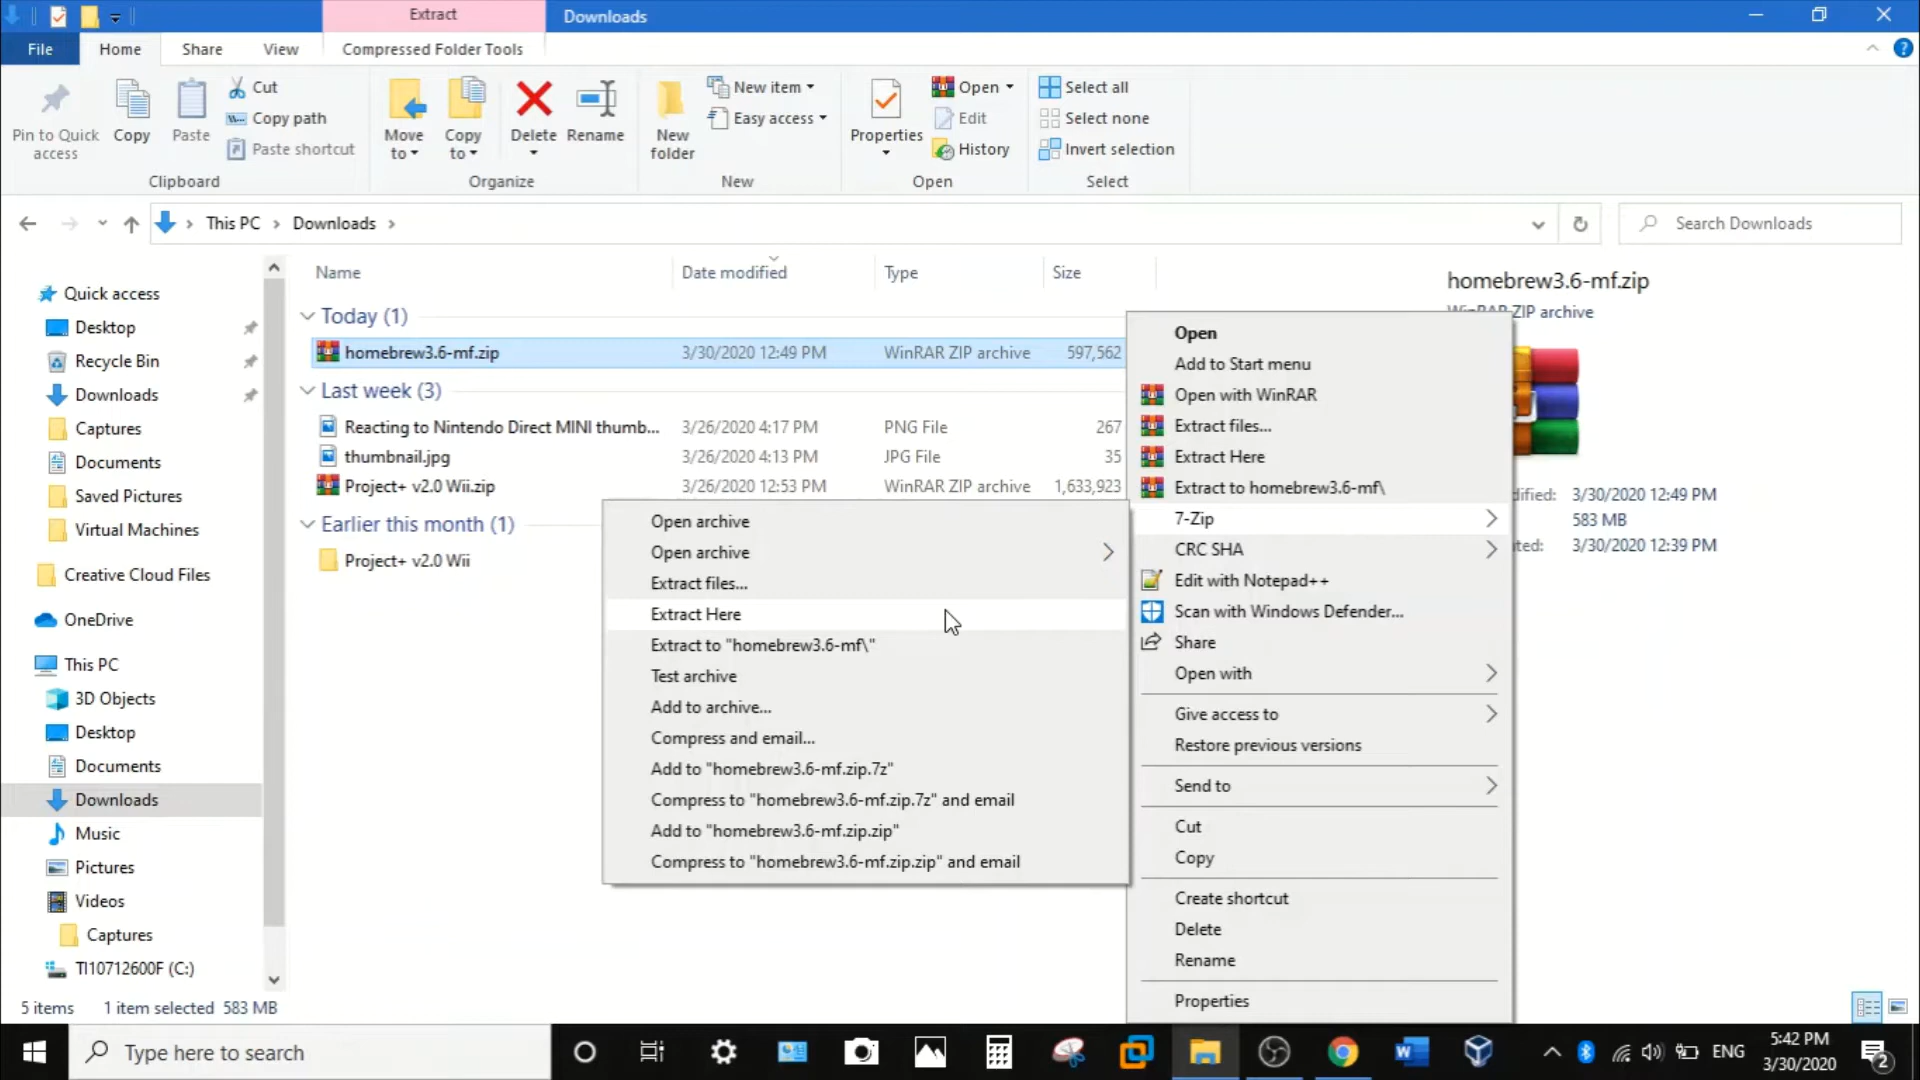 Extract
Downloads
File
Home
Share
View
Compressed Folder Tools
Pin to Quick access
Copy
Paste
Cut
Copy path
Paste shortcut
Clipboard
Move to
Copy to
Delete
Rename
Organize
New folder
New item
Easy access
New
Properties
Open
Edit
History
Open
Select all
Select none
Invert selection
Select
This PC
Downloads
Search Downloads
Quick access
Desktop
Recycle Bin
Downloads
Captures
Documents
Saved Pictures
Virtual Machines
Creative Cloud Files
OneDrive
This PC
3D Objects
Desktop
Documents
Downloads
Music
Pictures
Videos
Captures
TI10712600F (C:)
Name Date modified Type Size
Today (1)
homebrew3.6-mf.zip 3/30/2020 12:49 PM WinRAR ZIP archive 597,562
Last week (3)
Reacting to Nintendo Direct MINI thumb... 3/26/2020 4:17 PM PNG File 267
thumbnail.jpg 3/26/2020 4:13 PM JPG File 35
Project+ v2.0 Wii.zip 3/26/2020 12:53 PM WinRAR ZIP archive 1,633,923
Earlier this month (1)
Project+ v2.0 Wii
Open archive
Open archive
Extract files...
Extract Here
Extract to "homebrew3.6-mf\"
Test archive
Add to archive...
Compress and email...
Add to "homebrew3.6-mf.zip.7z"
Compress to "homebrew3.6-mf.zip.7z" and email
Add to "homebrew3.6-mf.zip.zip"
Compress to "homebrew3.6-mf.zip.zip" and email
Open
Add to Start menu
Open with WinRAR
Extract files...
Extract Here
Extract to homebrew3.6-mf\
7-Zip
CRC SHA
Edit with Notepad++
Scan with Windows Defender...
Share
Open with
Give access to
Restore previous versions
Send to
Cut
Copy
Create shortcut
Delete
Rename
Properties
homebrew3.6-mf.zip
WinRAR ZIP archive
3/30/2020 12:49 PM
583 MB
3/30/2020 12:39 PM
5 items 1 item selected 583 MB
Type here to search
ENG
5:42 PM
3/30/2020
2